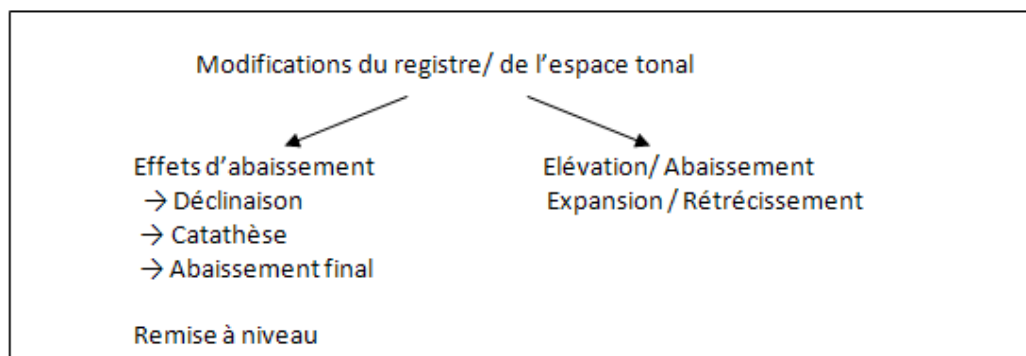 Modifications du registre/ de l’espace tonal
Effets d’abaissement
→ Déclinaison
→ Catathèse
→ Abaissement final
Remise à niveau
Elévation/ Abaissement
Expansion / Rétrécissement